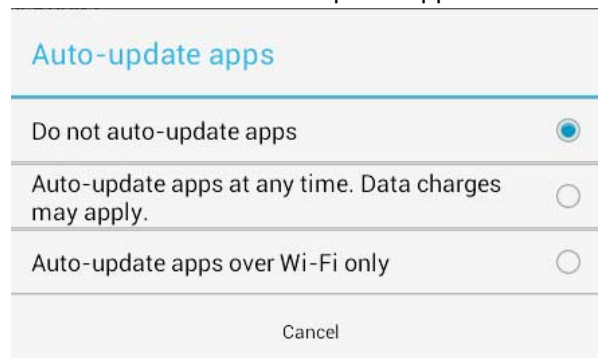 Auto-update apps
Do not auto-update apps
Auto-update apps at any time. Data charges
may apply.
Auto-update apps over Wi-Fi only
Cancel